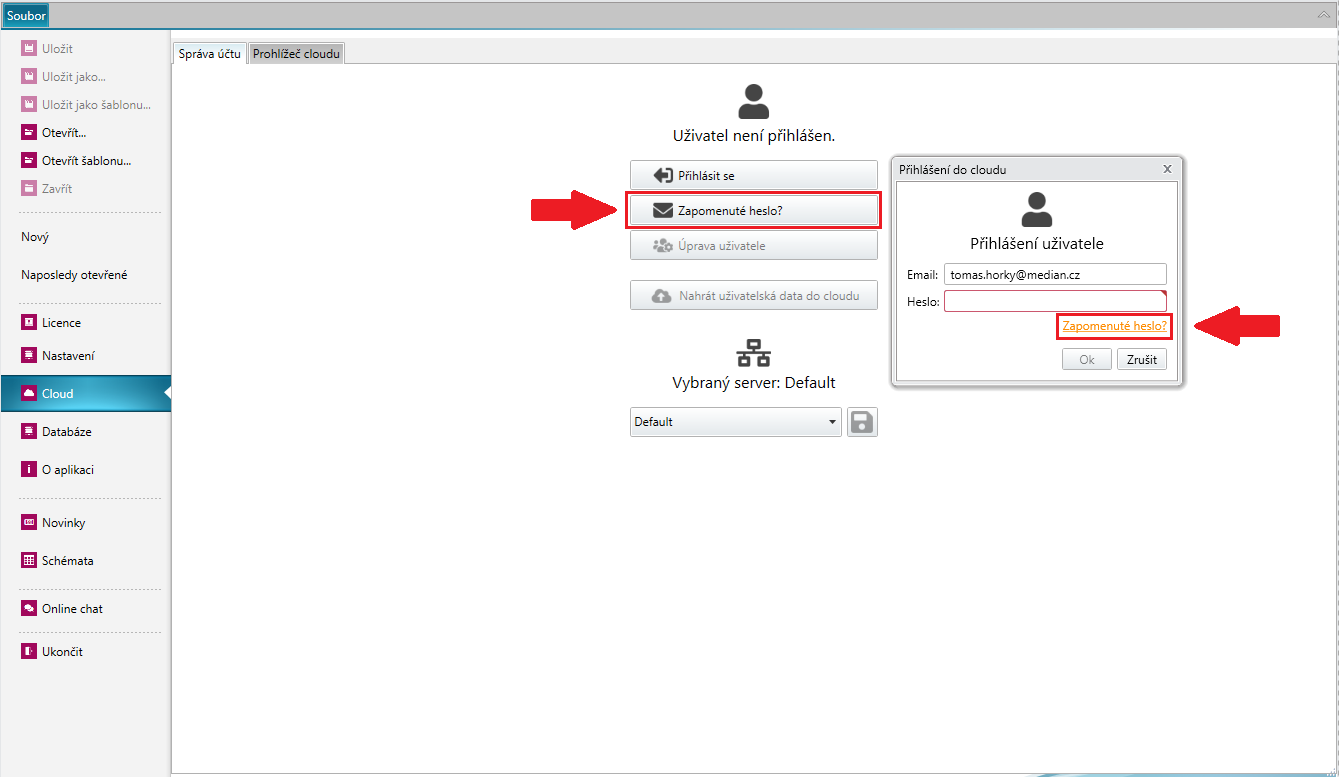 Soubor
Uložit
Uložit jako...
Uložit jako šablonu...
Otevřít...
Otevřít šablonu...
Zavřít
Nový
Naposledy otevřené
Licence
Nastavení
Cloud
Databáze
O aplikaci
Novinky
Schémata
Online chat
Ukončit
Správa účtu
Prohlížeč cloudu
Uživatel není přihlášen.
Přihlásit se
Zapomenuté heslo?
Úprava uživatele
Nahrát uživatelská data do cloudu
Vybraný server: Default
Default
Přihlášení do cloudu
Přihlášení uživatele
Email: tomas.horky@median.cz
Heslo:
Zapomenuté heslo?
Ok Zrušit